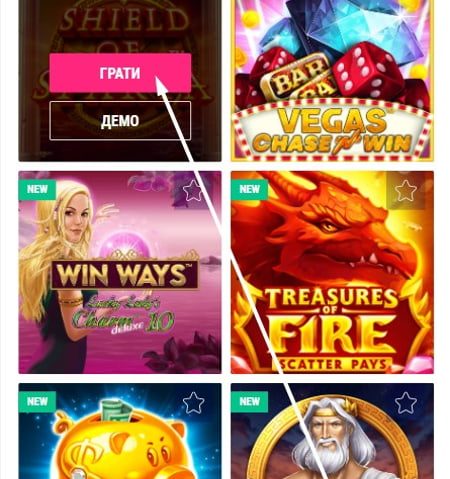 SHIELD
OF
SPARTA
ГРАТИ
ДЕМО
BAR
VEGAS
CHASE 'N' WIN
NEW
WIN WAYS™
Lucky Lady's
Charm deluxe 10
NEW
TREASURES
OF
FIRE
SCATTER PAYS
NEW
NEW